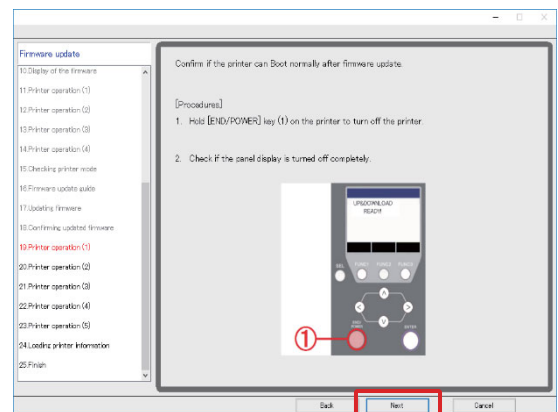 Firmware update
10.Display of the firmware
11.Printer operation (1)
12.Printer operation (2)
13.Printer operation (3)
14.Printer operation (4)
15.Checking printer mode
16.Firmware update guide
17.Updating firmware
18.Confirming updated firmware
19.Printer operation (1)
20.Printer operation (2)
21.Printer operation (3)
22.Printer operation (4)
23.Printer operation (5)
24.Loading printer information
25.Finish
Confirm if the printer can Boot normally after firmware update.
[Procedures]
1. Hold [END/POWER] key (1) on the printer to turn off the printer.
2. Check if the panel display is turned off completely.
UP&DOWNLOAD
READY!!
FUNC1 FUNC2 FUNC3
SEL
END
POWER
ENTER
1
Back Next Cancel